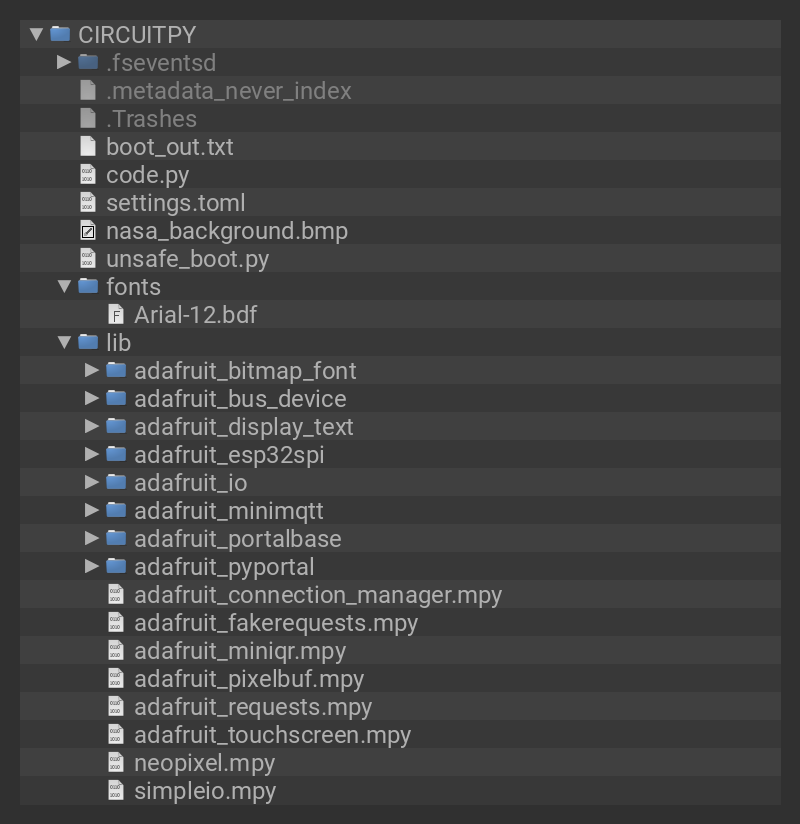 CIRCUITPY
.fseventsd
.metadata_never_index
.Trashes
boot_out.txt
code.py
settings.toml
nasa_background.bmp
unsafe_boot.py
fonts
Arial-12.bdf
lib
adafruit_bitmap_font
adafruit_bus_device
adafruit_display_text
adafruit_esp32spi
adafruit_io
adafruit_minimqtt
adafruit_portalbase
adafruit_pyportal
adafruit_connection_manager.mpy
adafruit_fakerequests.mpy
adafruit_miniqr.mpy
adafruit_pixelbuf.mpy
adafruit_requests.mpy
adafruit_touchscreen.mpy
neopixel.mpy
simpleio.mpy